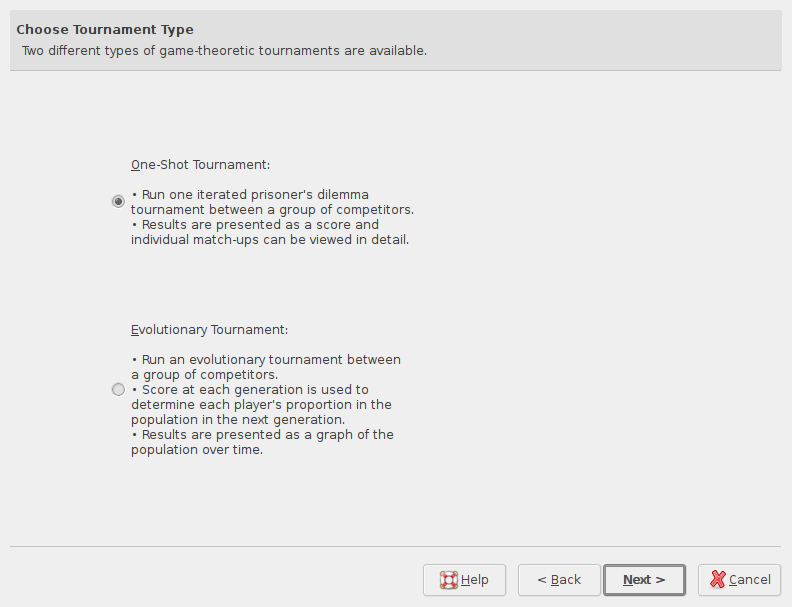 Choose Tournament Type
Two different types of game-theoretic tournaments are available.
One-Shot Tournament:
• Run one iterated prisoner's dilemma
tournament between a group of competitors.
• Results are presented as a score and
individual match-ups can be viewed in detail.
Evolutionary Tournament:
• Run an evolutionary tournament between
a group of competitors.
• Score at each generation is used to
determine each player's proportion in the
population in the next generation.
• Results are presented as a graph of the
population over time.
Help < Back Next > Cancel